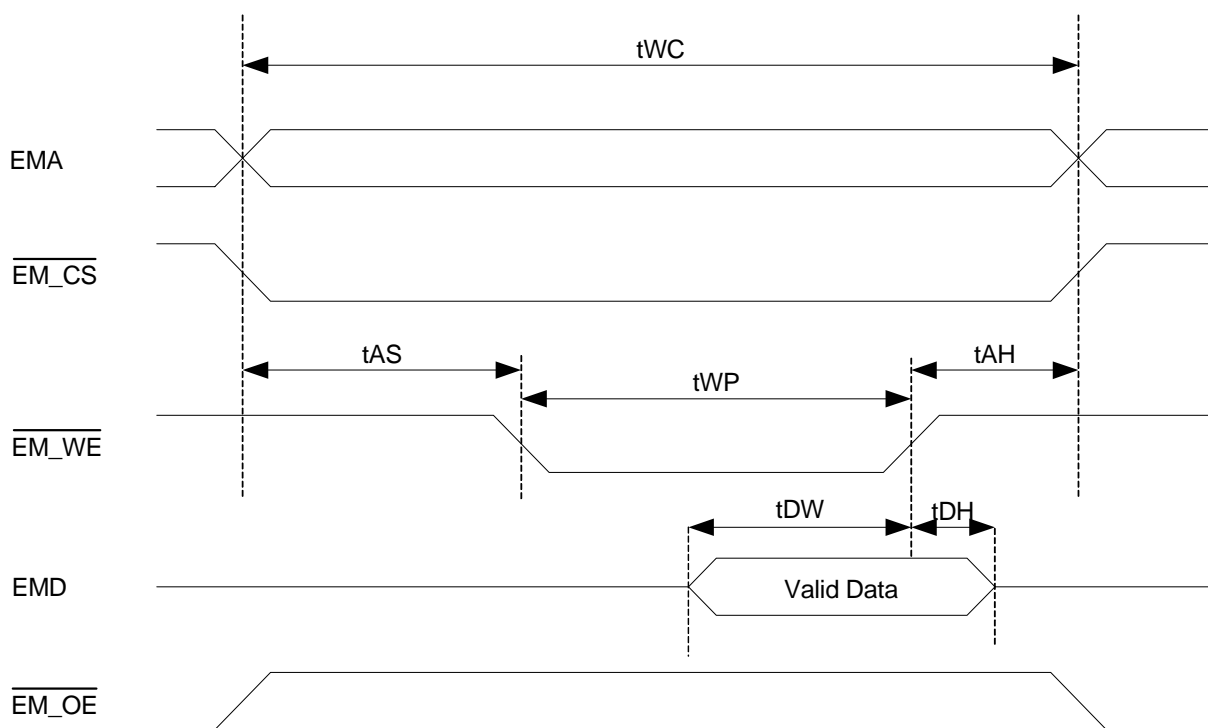 tWC
EMA
EM_CS
tAS
tAH
tWP
EM_WE
tDW
tDH
EMD
Valid Data
EM_OE